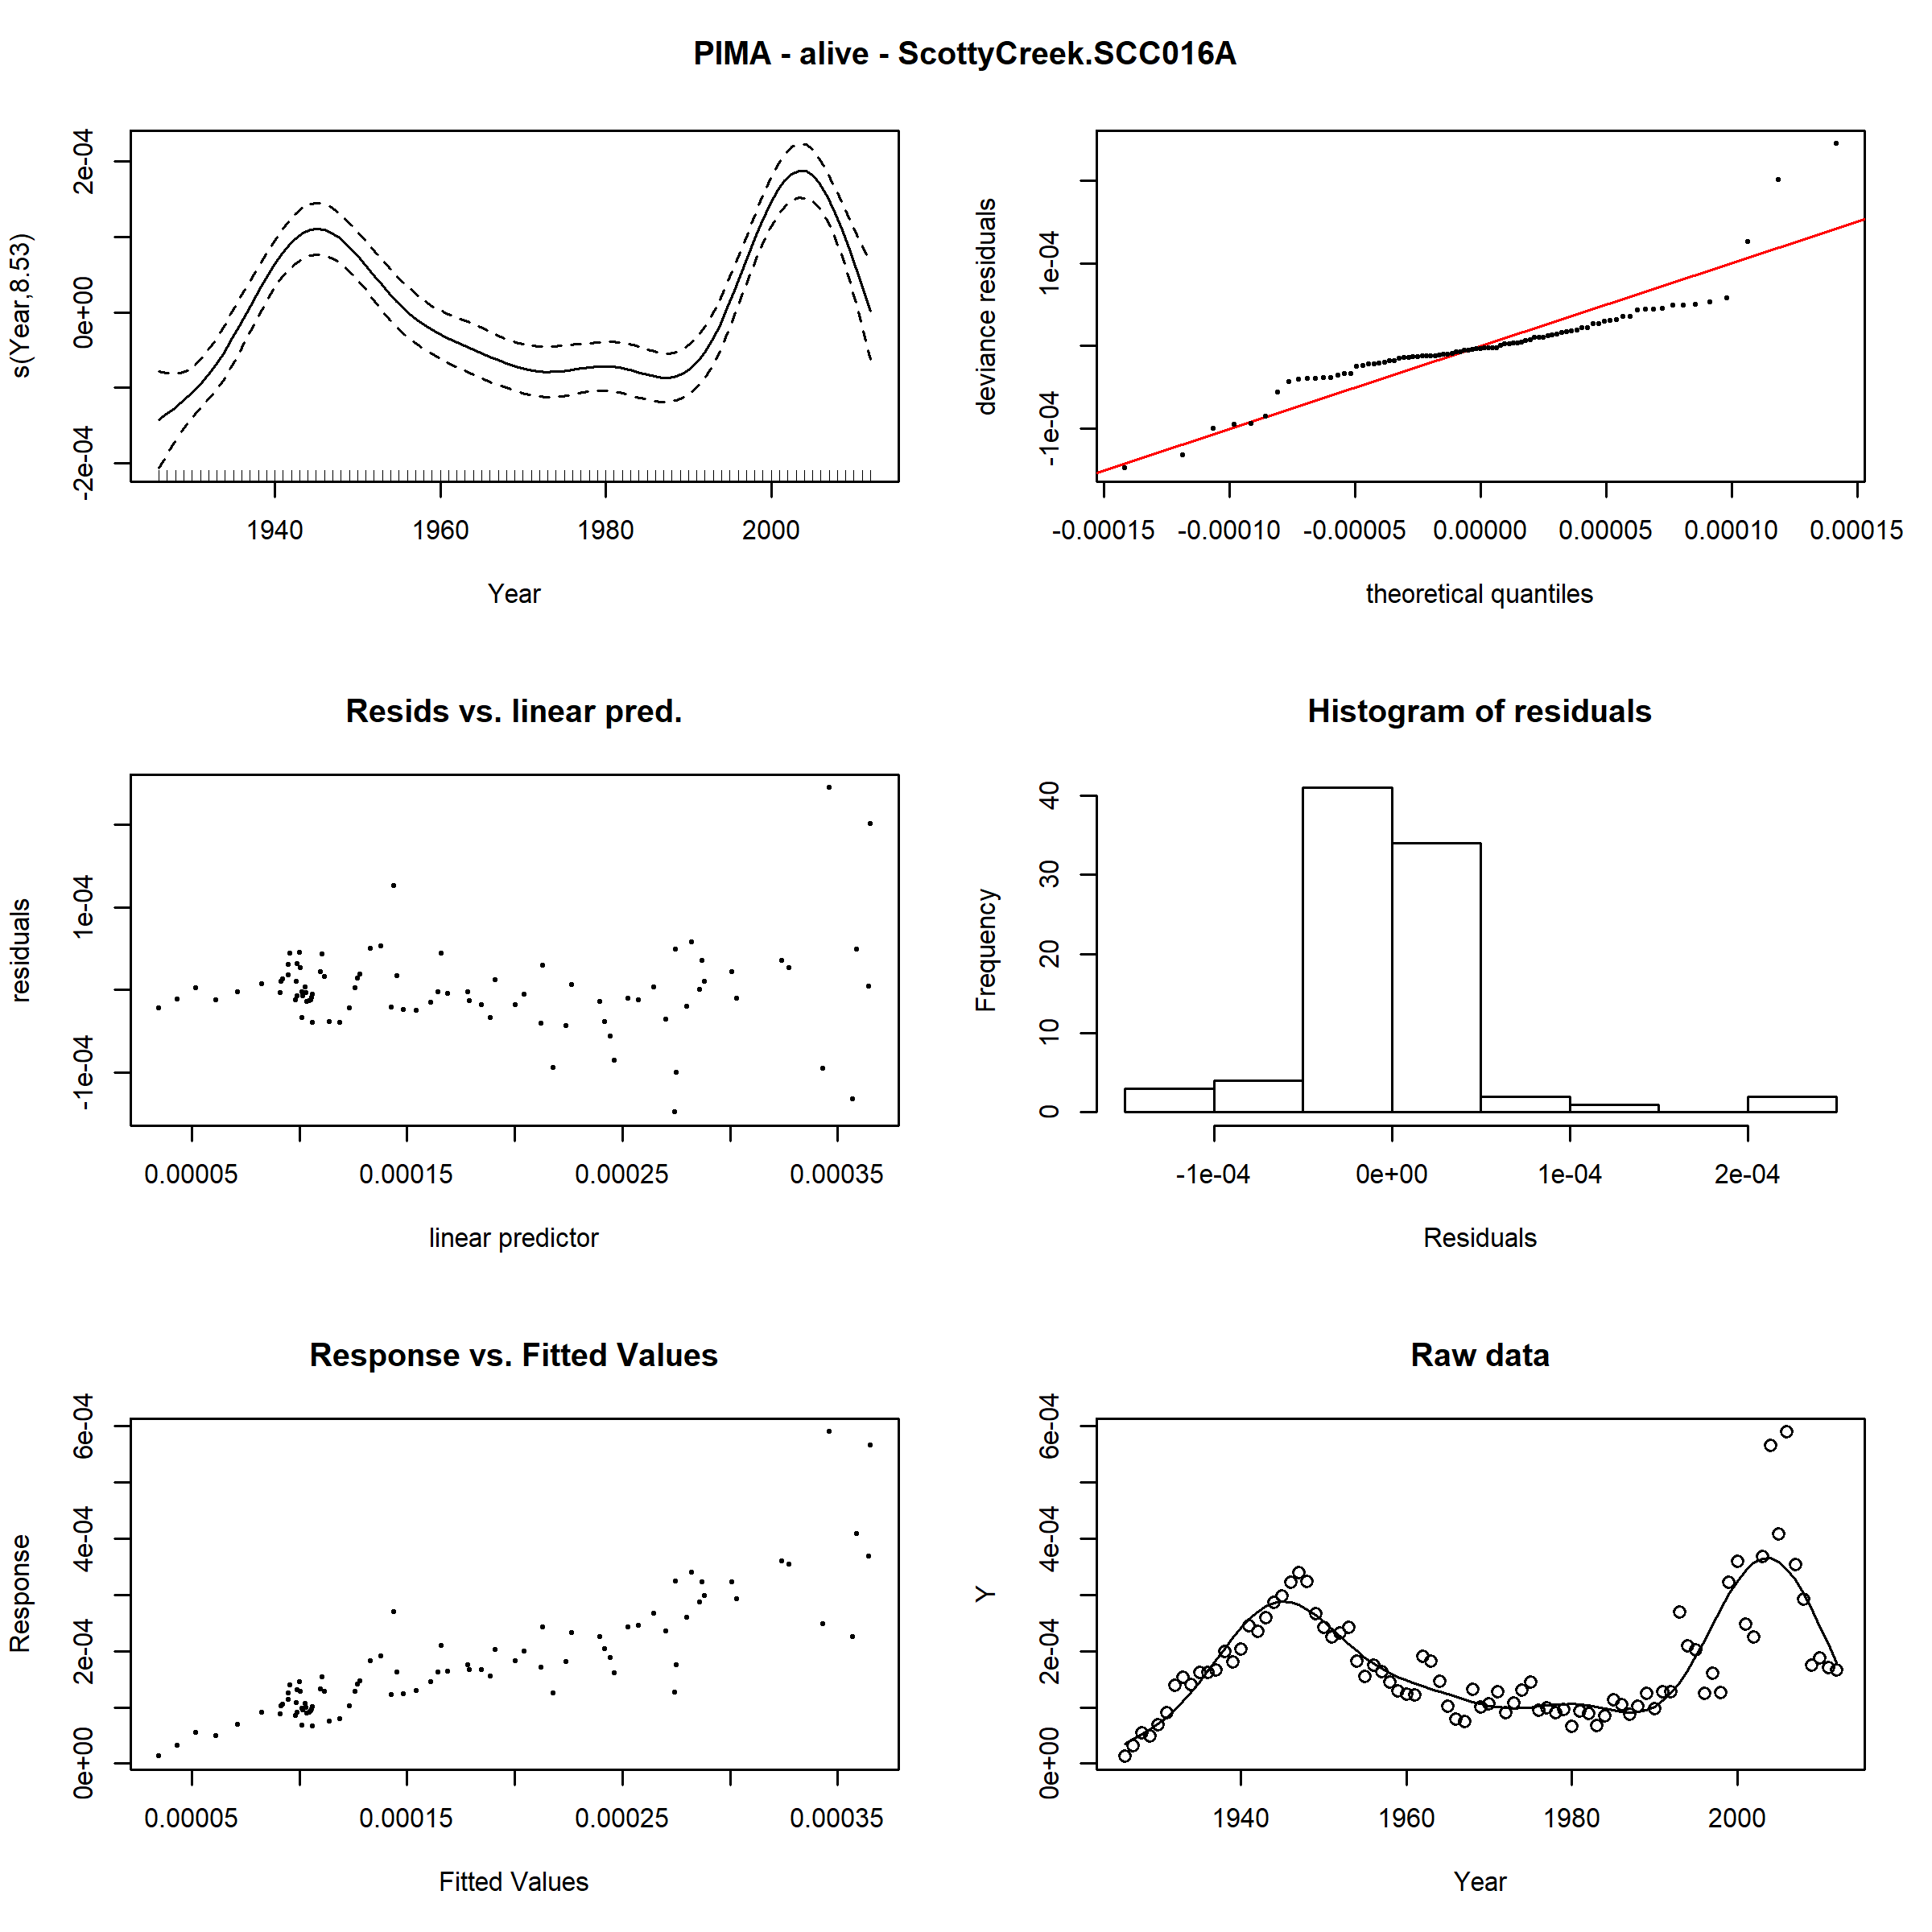 PIMA - alive - ScottyCreek.SCC016A
s(Year,8.53)
-2e-04 0e+00 2e-04
1940 1960 1980 2000
Year
deviance residuals
-1e-04 1e-04
-0.00015 -0.00010 -0.00005 0.00000 0.00005 0.00010 0.00015
theoretical quantiles
Resids vs. linear pred.
residuals
-1e-04 1e-04
0.00005 0.00015 0.00025 0.00035
linear predictor
Histogram of residuals
Frequency
0 10 20 30 40
-1e-04 0e+00 1e-04 2e-04
Residuals
Response vs. Fitted Values
Response
0e+00 2e-04 4e-04 6e-04
0.00005 0.00015 0.00025 0.00035
Fitted Values
Raw data
Y
0e+00 2e-04 4e-04 6e-04
1940 1960 1980 2000
Year